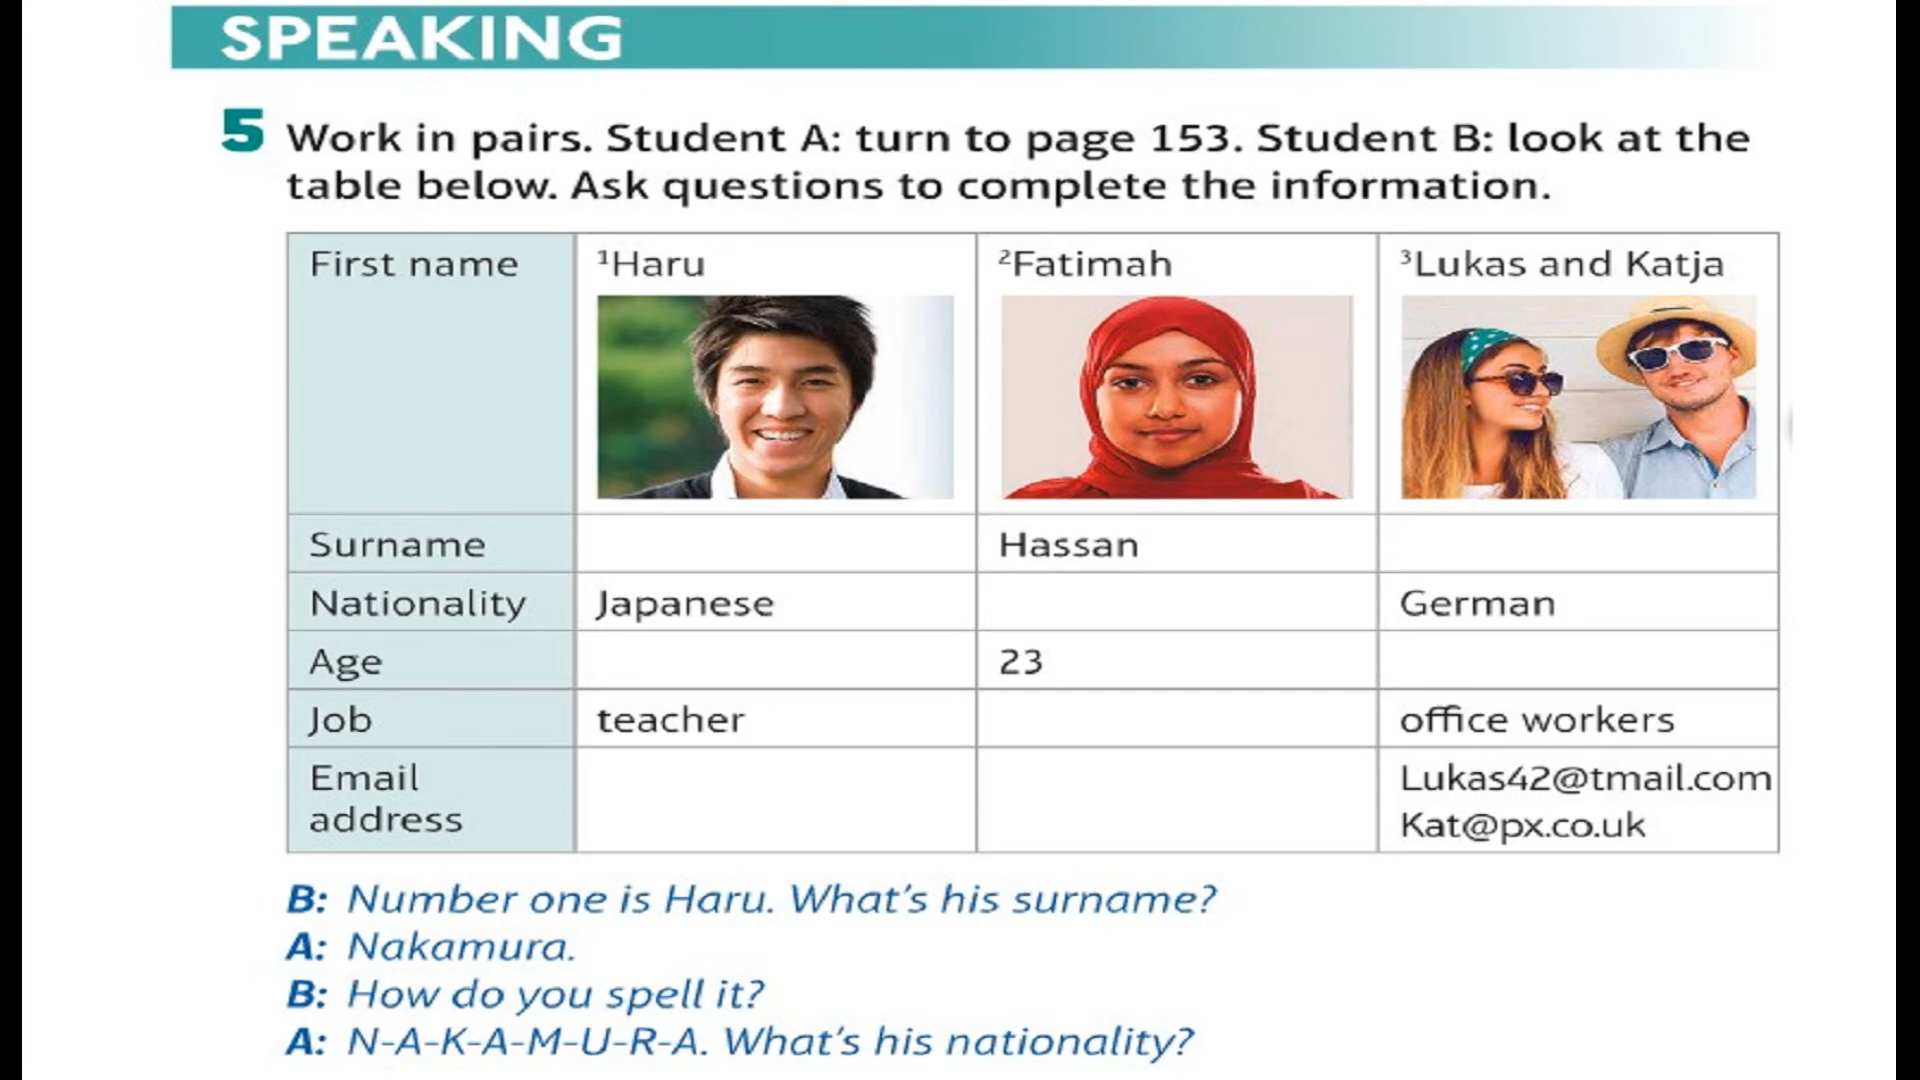 SPEAKING
5 Work in pairs. Student A: turn to page 153. Student B: look at the
table below. Ask questions to complete the information.
First name ¹Haru ²Fatimah ³Lukas and Katja
Surname Hassan
Nationality Japanese German
Age 23
Job teacher office workers
Email Lukas42@tmail.com
address Kat@px.co.uk
B: Number one is Haru. What's his surname?
A: Nakamura.
B: How do you spell it?
A: N-A-K-A-M-U-R-A. What's his nationality?